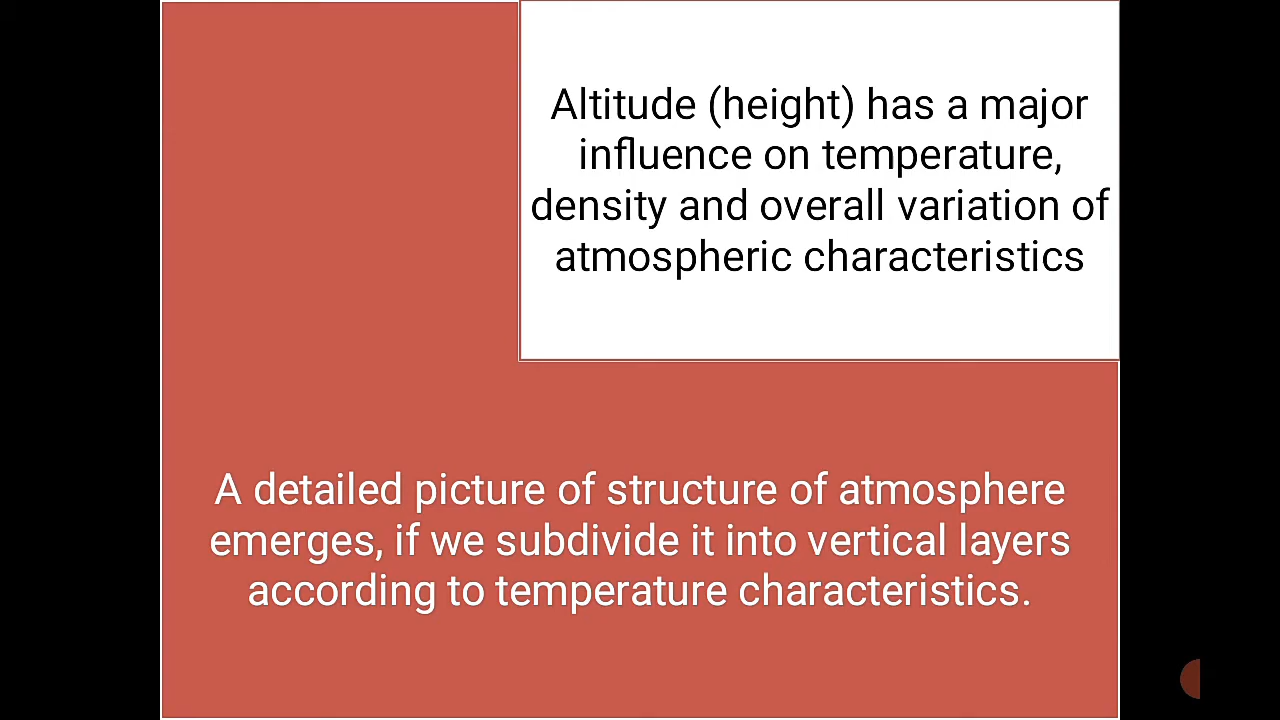 Altitude (height) has a major
influence on temperature,
density and overall variation of
atmospheric characteristics
A detailed picture of structure of atmosphere
emerges, if we subdivide it into vertical layers
according to temperature characteristics.